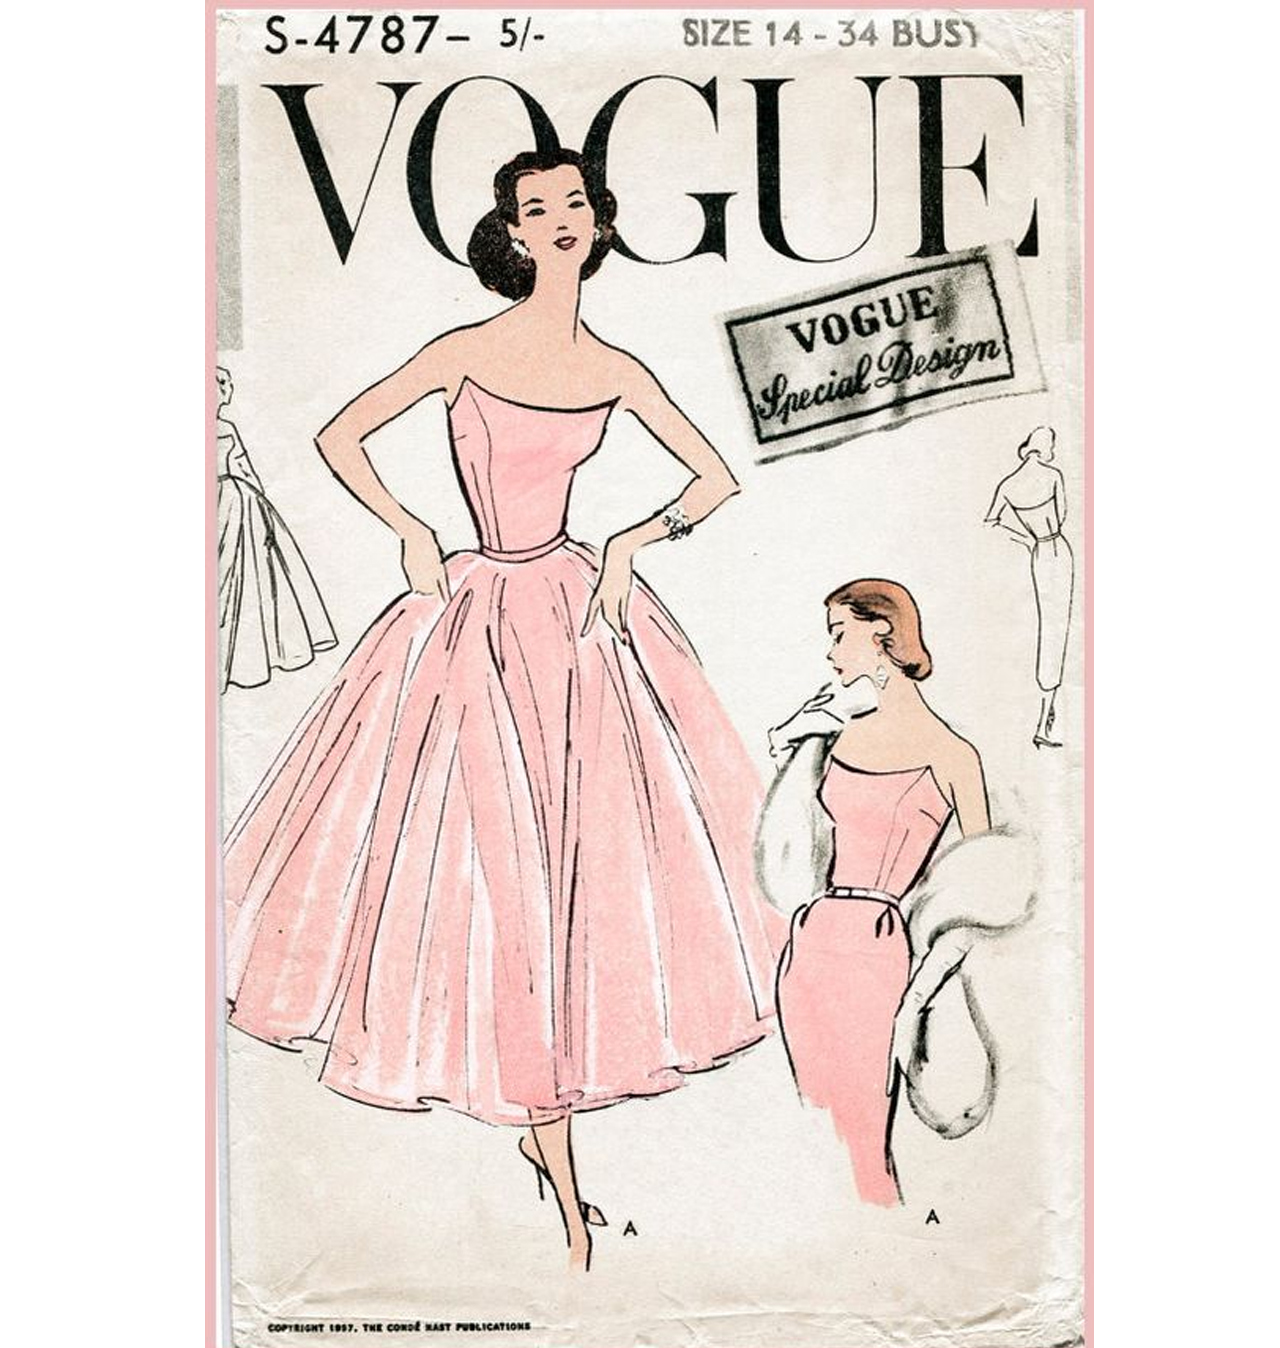 S-4787- 5/- SIZE 14 - 34 BUST
VOGUE
VOGUE
Special Design
A
A
COPYRIGHT 1957, THE CONDÉ NAST PUBLICATIONS